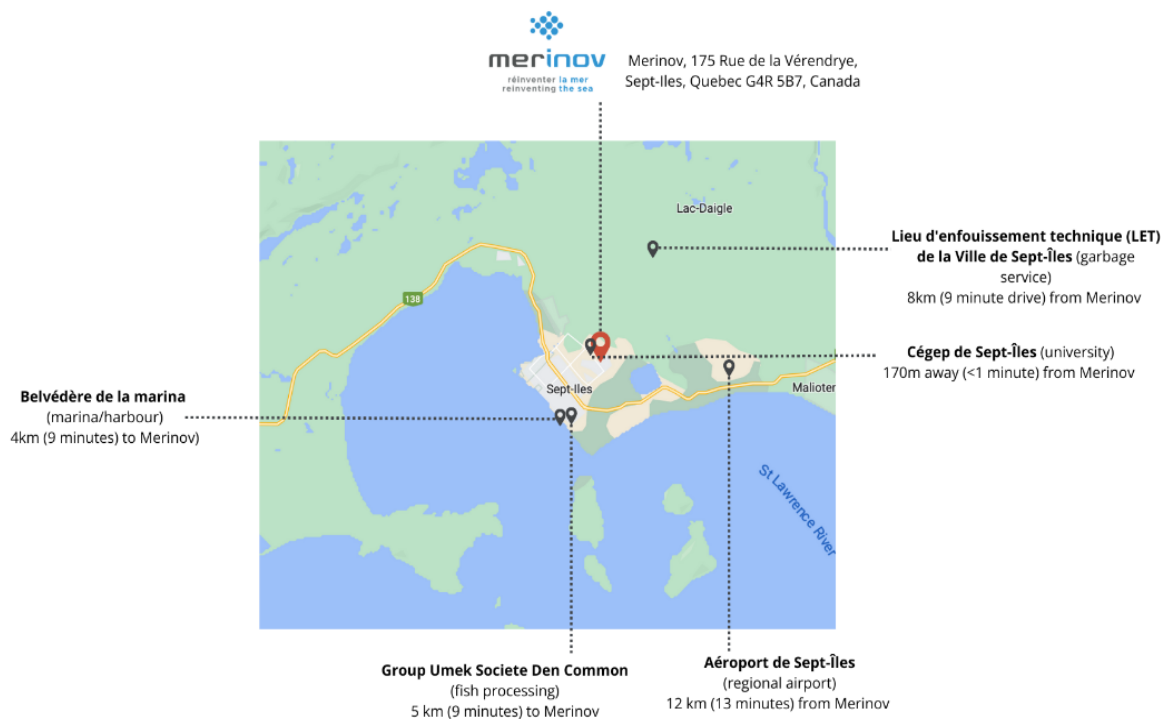 merinov
réinventer la mer
reinventing the sea
Merinov, 175 Rue de la Vérendrye,
Sept-Iles, Quebec G4R 5B7, Canada
Lac-Daigle
138
Sept-Iles
Malioter
St Lawrence River
Lieu d'enfouissement technique (LET)
de la Ville de Sept-Îles (garbage
service)
8km (9 minute drive) from Merinov
Cégep de Sept-Îles (university)
170m away (<1 minute) from Merinov
Belvédère de la marina
(marina/harbour)
4km (9 minutes) to Merinov)
Group Umek Societe Den Common
(fish processing)
5 km (9 minutes) to Merinov
Aéroport de Sept-Îles
(regional airport)
12 km (13 minutes) from Merinov